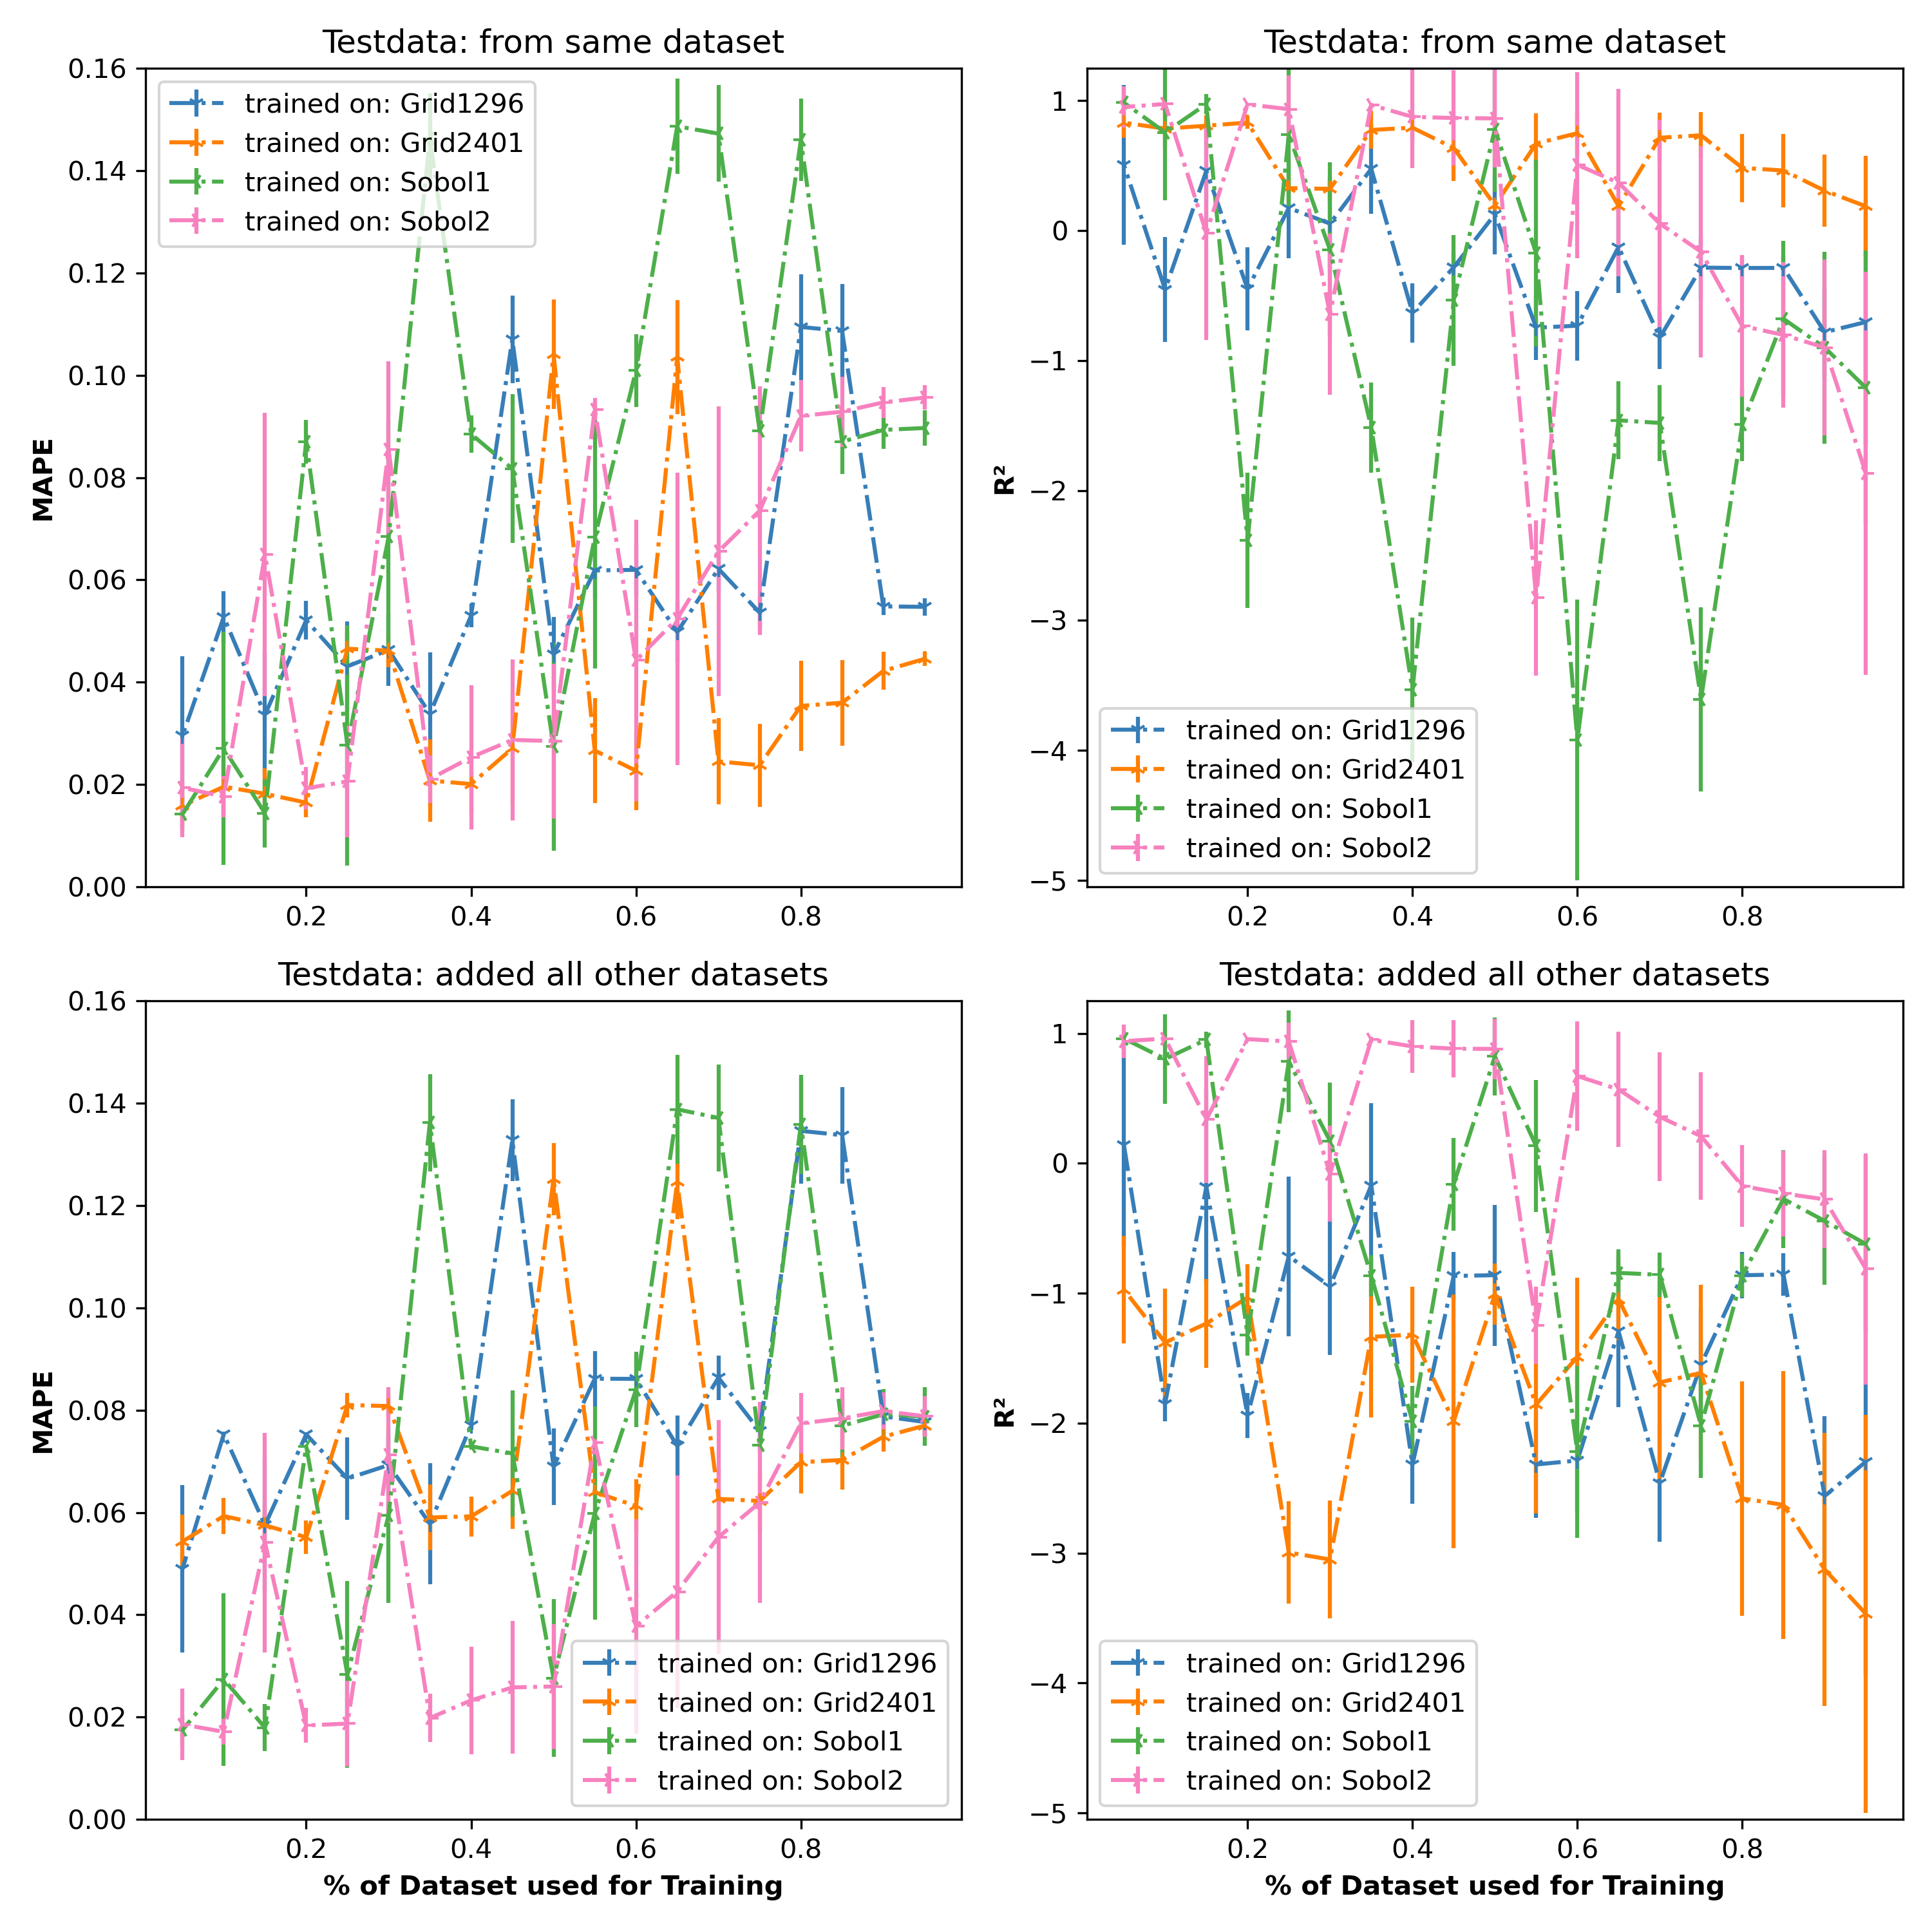 Testdata: from same dataset
0.16
0.14
0.12
0.10
0.08
0.06
0.04
0.02
0.00
MAPE
trained on: Grid1296
trained on: Grid2401
trained on: Sobol1
trained on: Sobol2
0.2 0.4 0.6 0.8
Testdata: from same dataset
1
0
−1
−2
−3
−4
−5
R²
trained on: Grid1296
trained on: Grid2401
trained on: Sobol1
trained on: Sobol2
0.2 0.4 0.6 0.8
Testdata: added all other datasets
0.16
0.14
0.12
0.10
0.08
0.06
0.04
0.02
0.00
MAPE
trained on: Grid1296
trained on: Grid2401
trained on: Sobol1
trained on: Sobol2
0.2 0.4 0.6 0.8
% of Dataset used for Training
Testdata: added all other datasets
1
0
−1
−2
−3
−4
−5
R²
trained on: Grid1296
trained on: Grid2401
trained on: Sobol1
trained on: Sobol2
0.2 0.4 0.6 0.8
% of Dataset used for Training